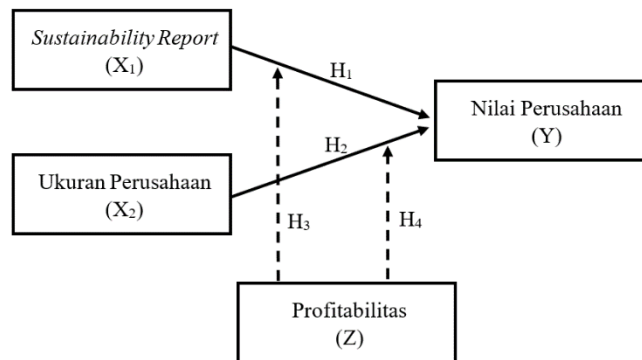 Sustainability Report
(X₁)
H₁
Nilai Perusahaan
(Y)
H₂
Ukuran Perusahaan
(X₂)
H₃
H₄
Profitabilitas
(Z)